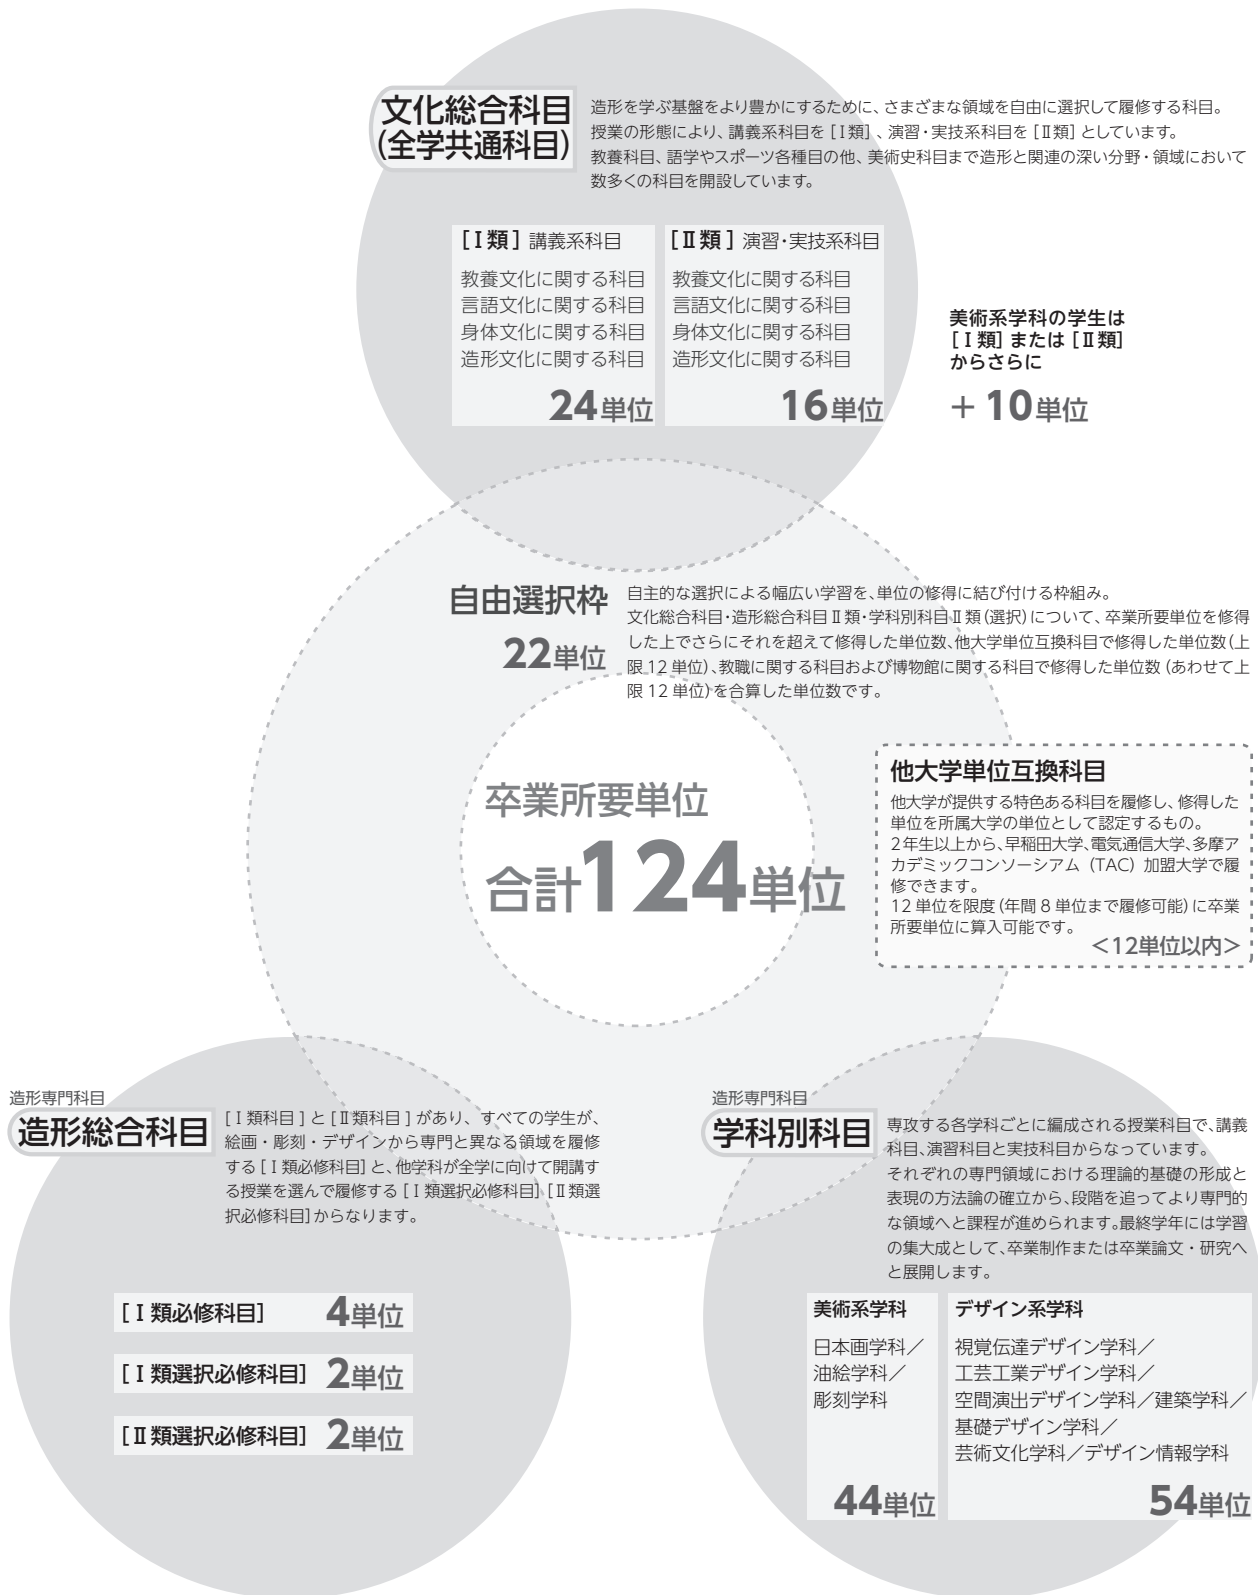 文化総合科目
(全学共通科目)
造形を学ぶ基盤をより豊かにするために、さまざまな領域を自由に選択して履修する科目。
授業の形態により、講義系科目を［Ⅰ類］、演習・実技系科目を［Ⅱ類］としています。
教養科目、語学やスポーツ各種目の他、美術史科目まで造形と関連の深い分野・領域において
数多くの科目を開設しています。
［Ⅰ類］講義系科目
教養文化に関する科目
言語文化に関する科目
身体文化に関する科目
造形文化に関する科目
24単位
［Ⅱ類］演習・実技系科目
教養文化に関する科目
言語文化に関する科目
身体文化に関する科目
造形文化に関する科目
16単位
美術系学科の学生は
［Ⅰ類］または［Ⅱ類］
からさらに
＋10単位
自由選択枠
22単位
自主的な選択による幅広い学習を、単位の修得に結び付ける枠組み。
文化総合科目・造形総合科目Ⅱ類・学科別科目Ⅱ類（選択）について、卒業所要単位を修得
した上でさらにそれを超えて修得した単位数、他大学単位互換科目で修得した単位数（上
限 12 単位）、教職に関する科目および博物館に関する科目で修得した単位数（あわせて上
限 12 単位）を合算した単位数です。
卒業所要単位
合計124単位
他大学単位互換科目
他大学が提供する特色ある科目を履修し、修得した
単位を所属大学の単位として認定するもの。
2年生以上から、早稲田大学、電気通信大学、多摩ア
カデミックコンソーシアム（TAC）加盟大学で履
修できます。
12 単位を限度（年間 8 単位まで履修可能）に卒業
所要単位に算入可能です。
＜12単位以内＞
造形専門科目
造形総合科目
［Ⅰ類科目］と［Ⅱ類科目］があり、すべての学生が、
絵画・彫刻・デザインから専門と異なる領域を履修
する［Ⅰ類必修科目］と、他学科が全学に向けて開講す
る授業を選んで履修する［Ⅰ類選択必修科目］［Ⅱ類選
択必修科目］からなります。
［Ⅰ類必修科目］ 4単位
［Ⅰ類選択必修科目］ 2単位
［Ⅱ類選択必修科目］ 2単位
造形専門科目
学科別科目
専攻する各学科ごとに編成される授業科目で、講義
科目、演習科目と実技科目からなっています。
それぞれの専門領域における理論的基礎の形成と
表現の方法論の確立から、段階を追ってより専門的
な領域へと課程が進められます。最終学年には学習
の集大成として、卒業制作または卒業論文・研究へ
と展開します。
美術系学科
日本画学科／
油絵学科／
彫刻学科
44単位
デザイン系学科
視覚伝達デザイン学科／
工芸工業デザイン学科／
空間演出デザイン学科／建築学科／
基礎デザイン学科／
芸術文化学科／デザイン情報学科
54単位